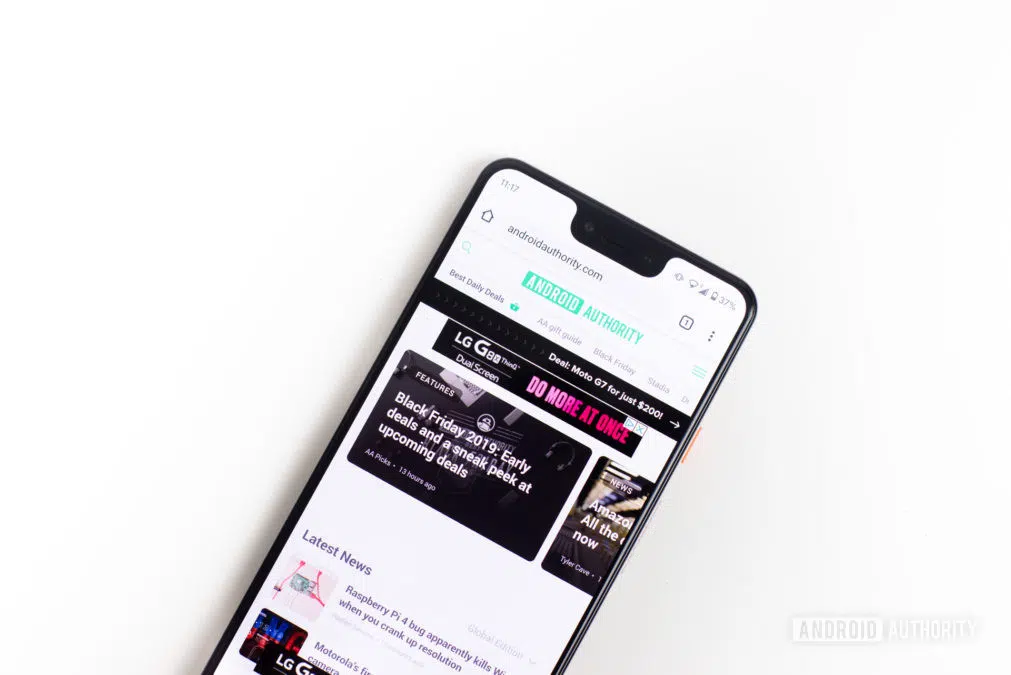 11:17
37%
androidauthority.com
1
ANDROID AUTHORITY
Best Daily Deals
AA gift guide
Black Friday
Stadia
Deal: Moto G7 for just $200!
LG G8X ThinQ™
Dual Screen
DO MORE AT ONCE
FEATURES
Black Friday 2019: Early
deals and a sneak peek at
upcoming deals
AA Picks • 13 hours ago
NEWS
Amazo
All the
now
Tyler Cave •
Latest News
Global Edition
Raspberry Pi 4 bug apparently kills Wi
when you crank up resolution
Motorola's fir
camera
LG G
ANDROID AUTHORITY